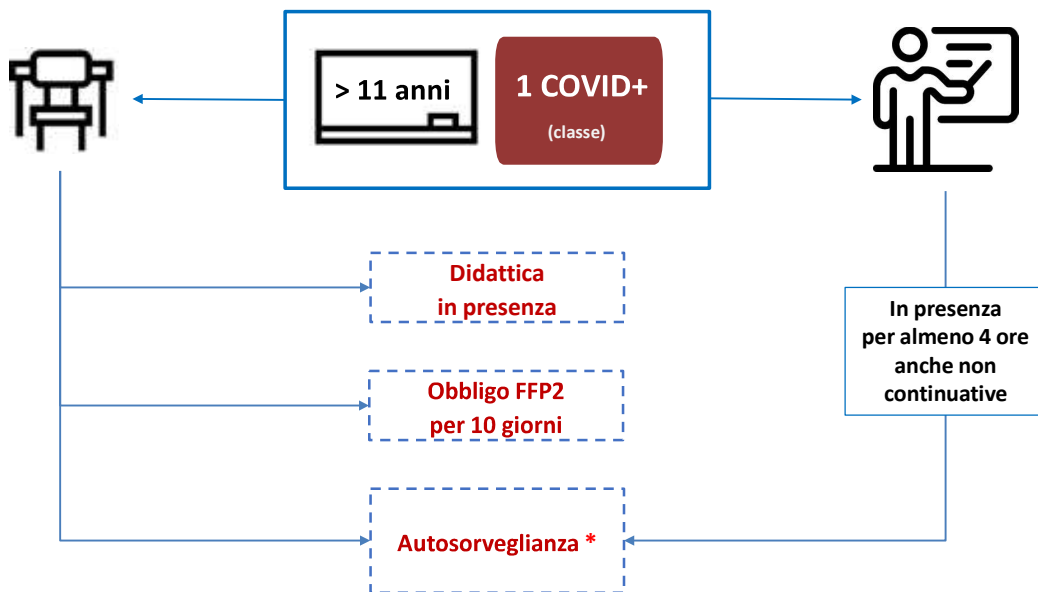 > 11 anni
1 COVID+
(classe)
Didattica
in presenza
In presenza
per almeno 4 ore
anche non
continuative
Obbligo FFP2
per 10 giorni
Autosorveglianza *